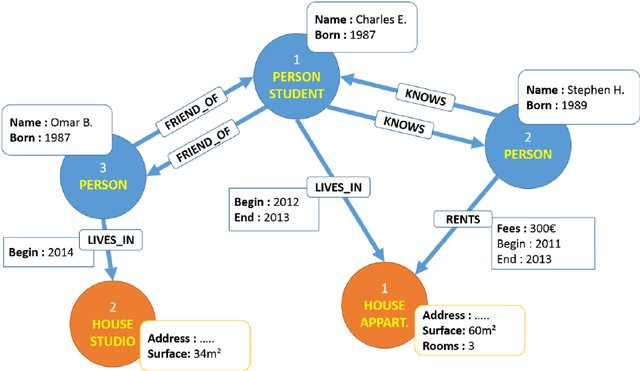 Name : Charles E.
Born : 1987
1
PERSON
STUDENT
FRIEND_OF
FRIEND_OF
KNOWS
KNOWS
Name : Stephen H.
Born : 1989
2
PERSON
Name : Omar B.
Born : 1987
3
PERSON
Begin : 2012
End : 2013
LIVES_IN
RENTS
Fees : 300€
Begin : 2011
End : 2013
Begin : 2014
LIVES_IN
2
HOUSE
STUDIO
Address : .....
Surface: 34m²
1
HOUSE
APPART.
Address : .....
Surface: 60m²
Rooms : 3